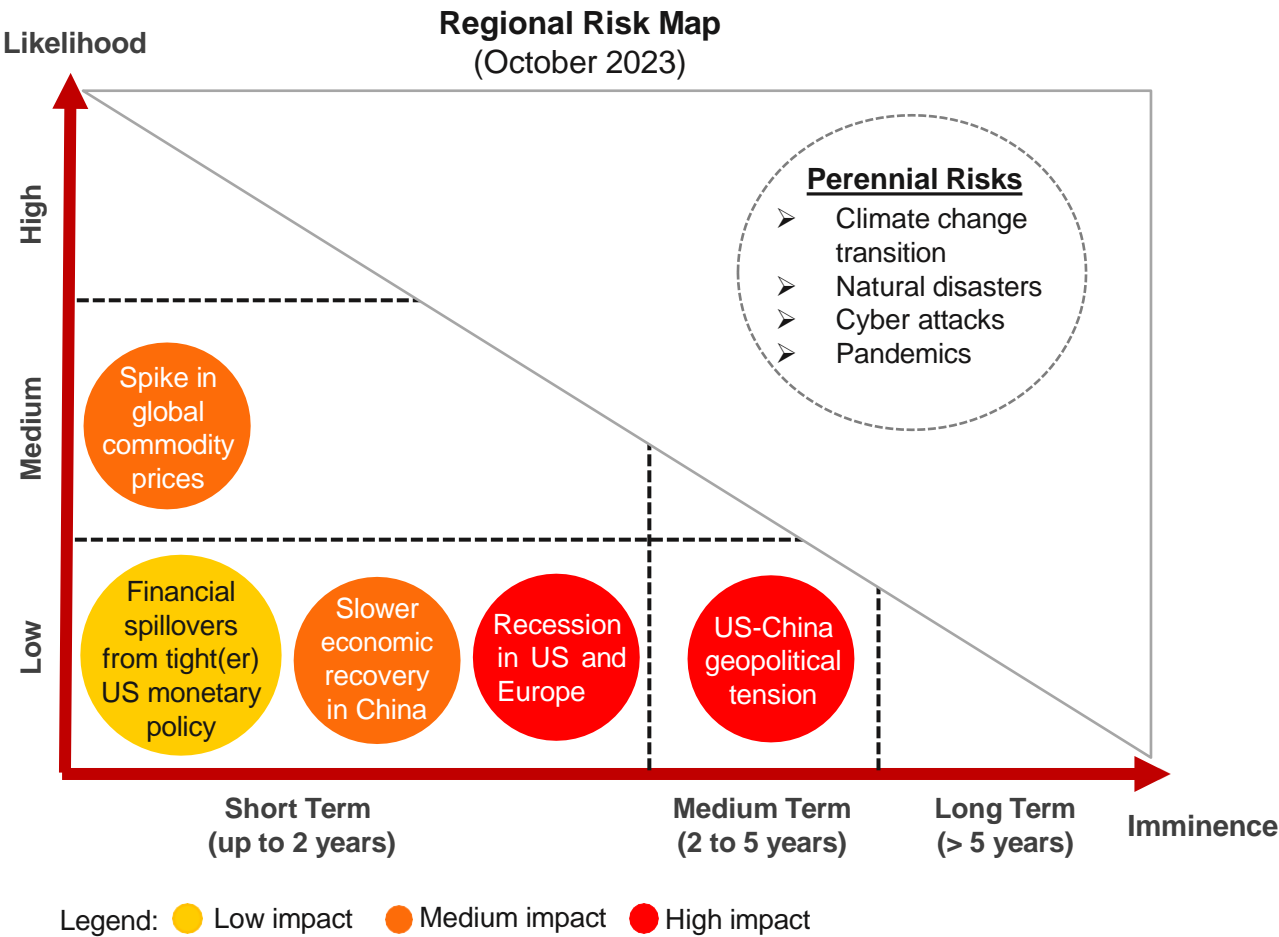 Regional Risk Map
(October 2023)
Likelihood
High
Medium
Low
Perennial Risks
➢ Climate change
transition
➢ Natural disasters
➢ Cyber attacks
➢ Pandemics
Spike in
global
commodity
prices
Financial
spillovers
from tight(er)
US monetary
policy
Slower
economic
recovery
in China
Recession
in US and
Europe
US-China
geopolitical
tension
Short Term
(up to 2 years)
Medium Term
(2 to 5 years)
Long Term
(> 5 years)
Imminence
Legend: Low impact Medium impact High impact